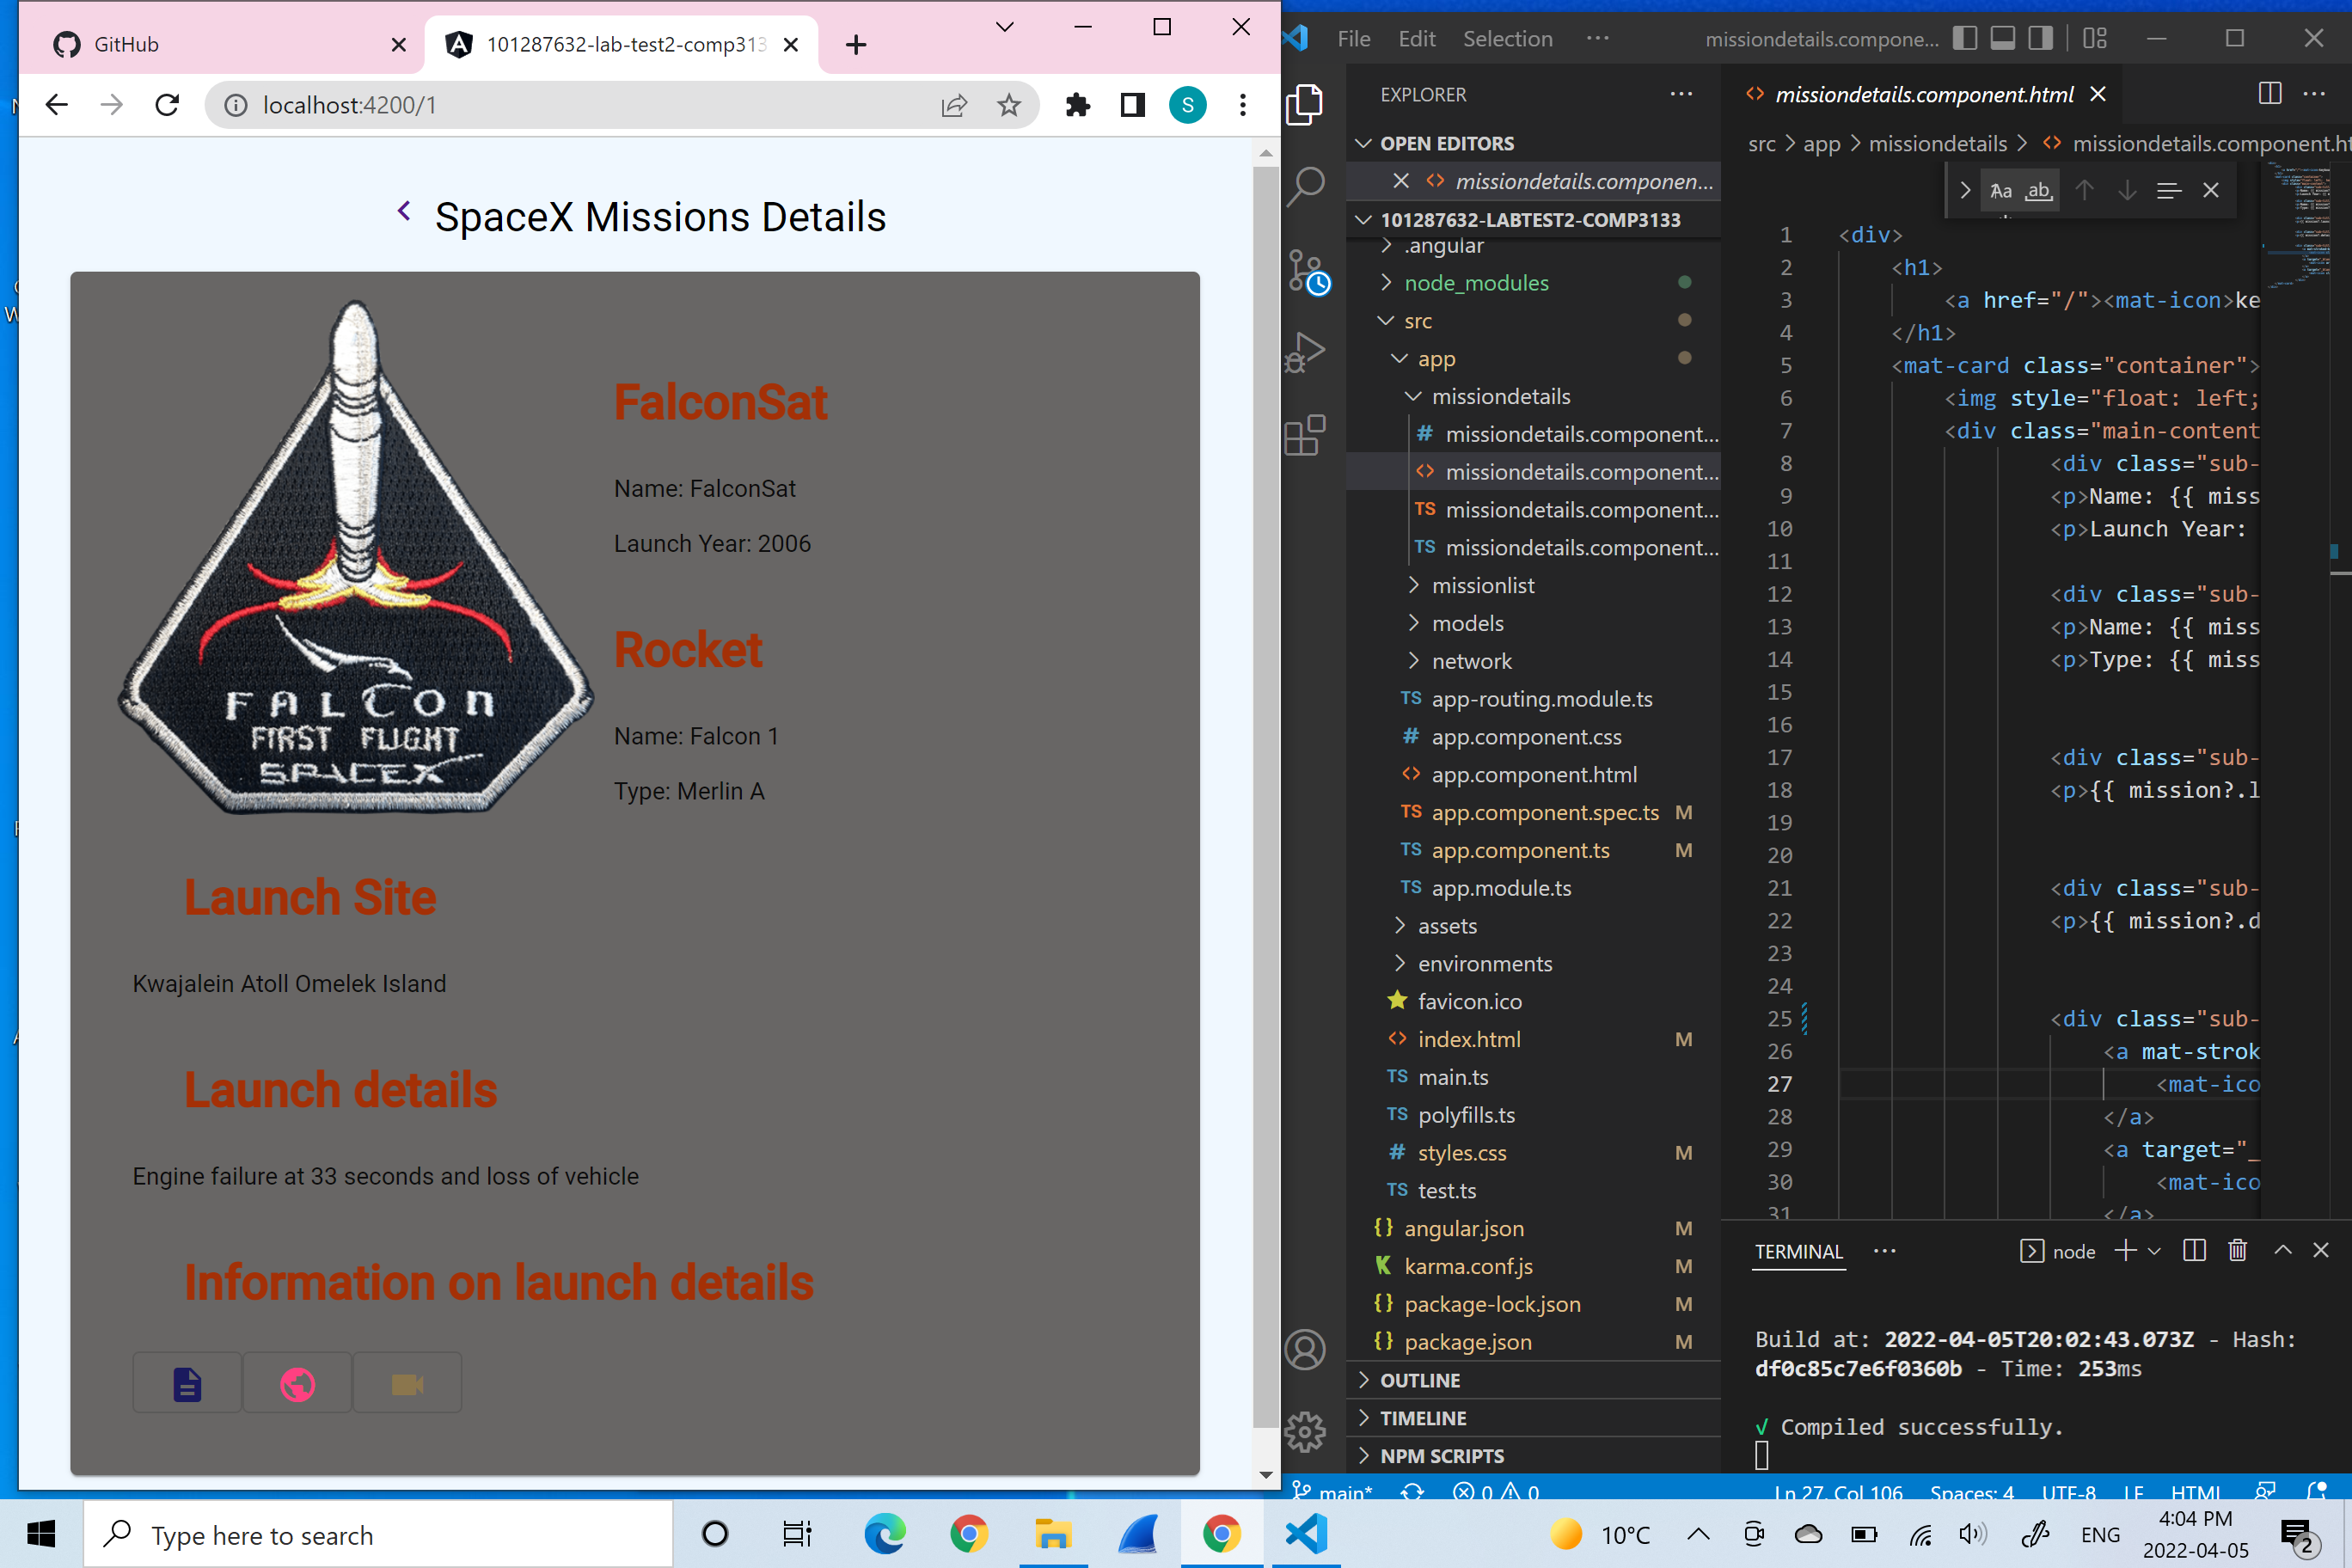 GitHub
101287632-lab-test2-comp313
localhost:4200/1
S
SpaceX Missions Details
FALCON
FIRST FLIGHT
SPACEX
FalconSat
Name: FalconSat
Launch Year: 2006
Rocket
Name: Falcon 1
Type: Merlin A
Launch Site
Kwajalein Atoll Omelek Island
Launch details
Engine failure at 33 seconds and loss of vehicle
Information on launch details
File Edit Selection ···
missiondetails.compone...
EXPLORER
OPEN EDITORS
missiondetails.componen...
101287632-LABTEST2-COMP3133
.angular
node_modules
src
app
missiondetails
missiondetails.component...
missiondetails.component...
TS missiondetails.component...
TS missiondetails.component...
missionlist
models
network
TS app-routing.module.ts
# app.component.css
app.component.html
TS app.component.spec.ts M
TS app.component.ts M
TS app.module.ts
assets
environments
favicon.ico
index.html M
TS main.ts
TS polyfills.ts
# styles.css M
TS test.ts
{} angular.json M
karma.conf.js M
{} package-lock.json M
{} package.json M
OUTLINE
TIMELINE
NPM SCRIPTS
missiondetails.component.html
src > app > missiondetails > missiondetails.component.ht
Aa ab
1 <div>
2 <h1>
3 <a href="/"><mat-icon>ke
4 </h1>
5 <mat-card class="container">
6 <img style="float: left;
7 <div class="main-content
8 <div class="sub-
9 <p>Name: {{ miss
10 <p>Launch Year:
11
12 <div class="sub-
13 <p>Name: {{ miss
14 <p>Type: {{ miss
15
16
17 <div class="sub-
18 <p>{{ mission?.l
19
20
21 <div class="sub-
22 <p>{{ mission?.d
23
24
25 <div class="sub-
26 <a mat-strok
27 <mat-ico
28 </a>
29 <a target="_
30 <mat-ico
31 </a>
TERMINAL ··· node
Build at: 2022-04-05T20:02:43.073Z - Hash:
df0c85c7e6f0360b - Time: 253ms
√ Compiled successfully.
main* 0 0 Ln 27, Col 106 Spaces: 4 UTF-8 LF HTML
Type here to search
10°C
ENG
4:04 PM
2022-04-05
2